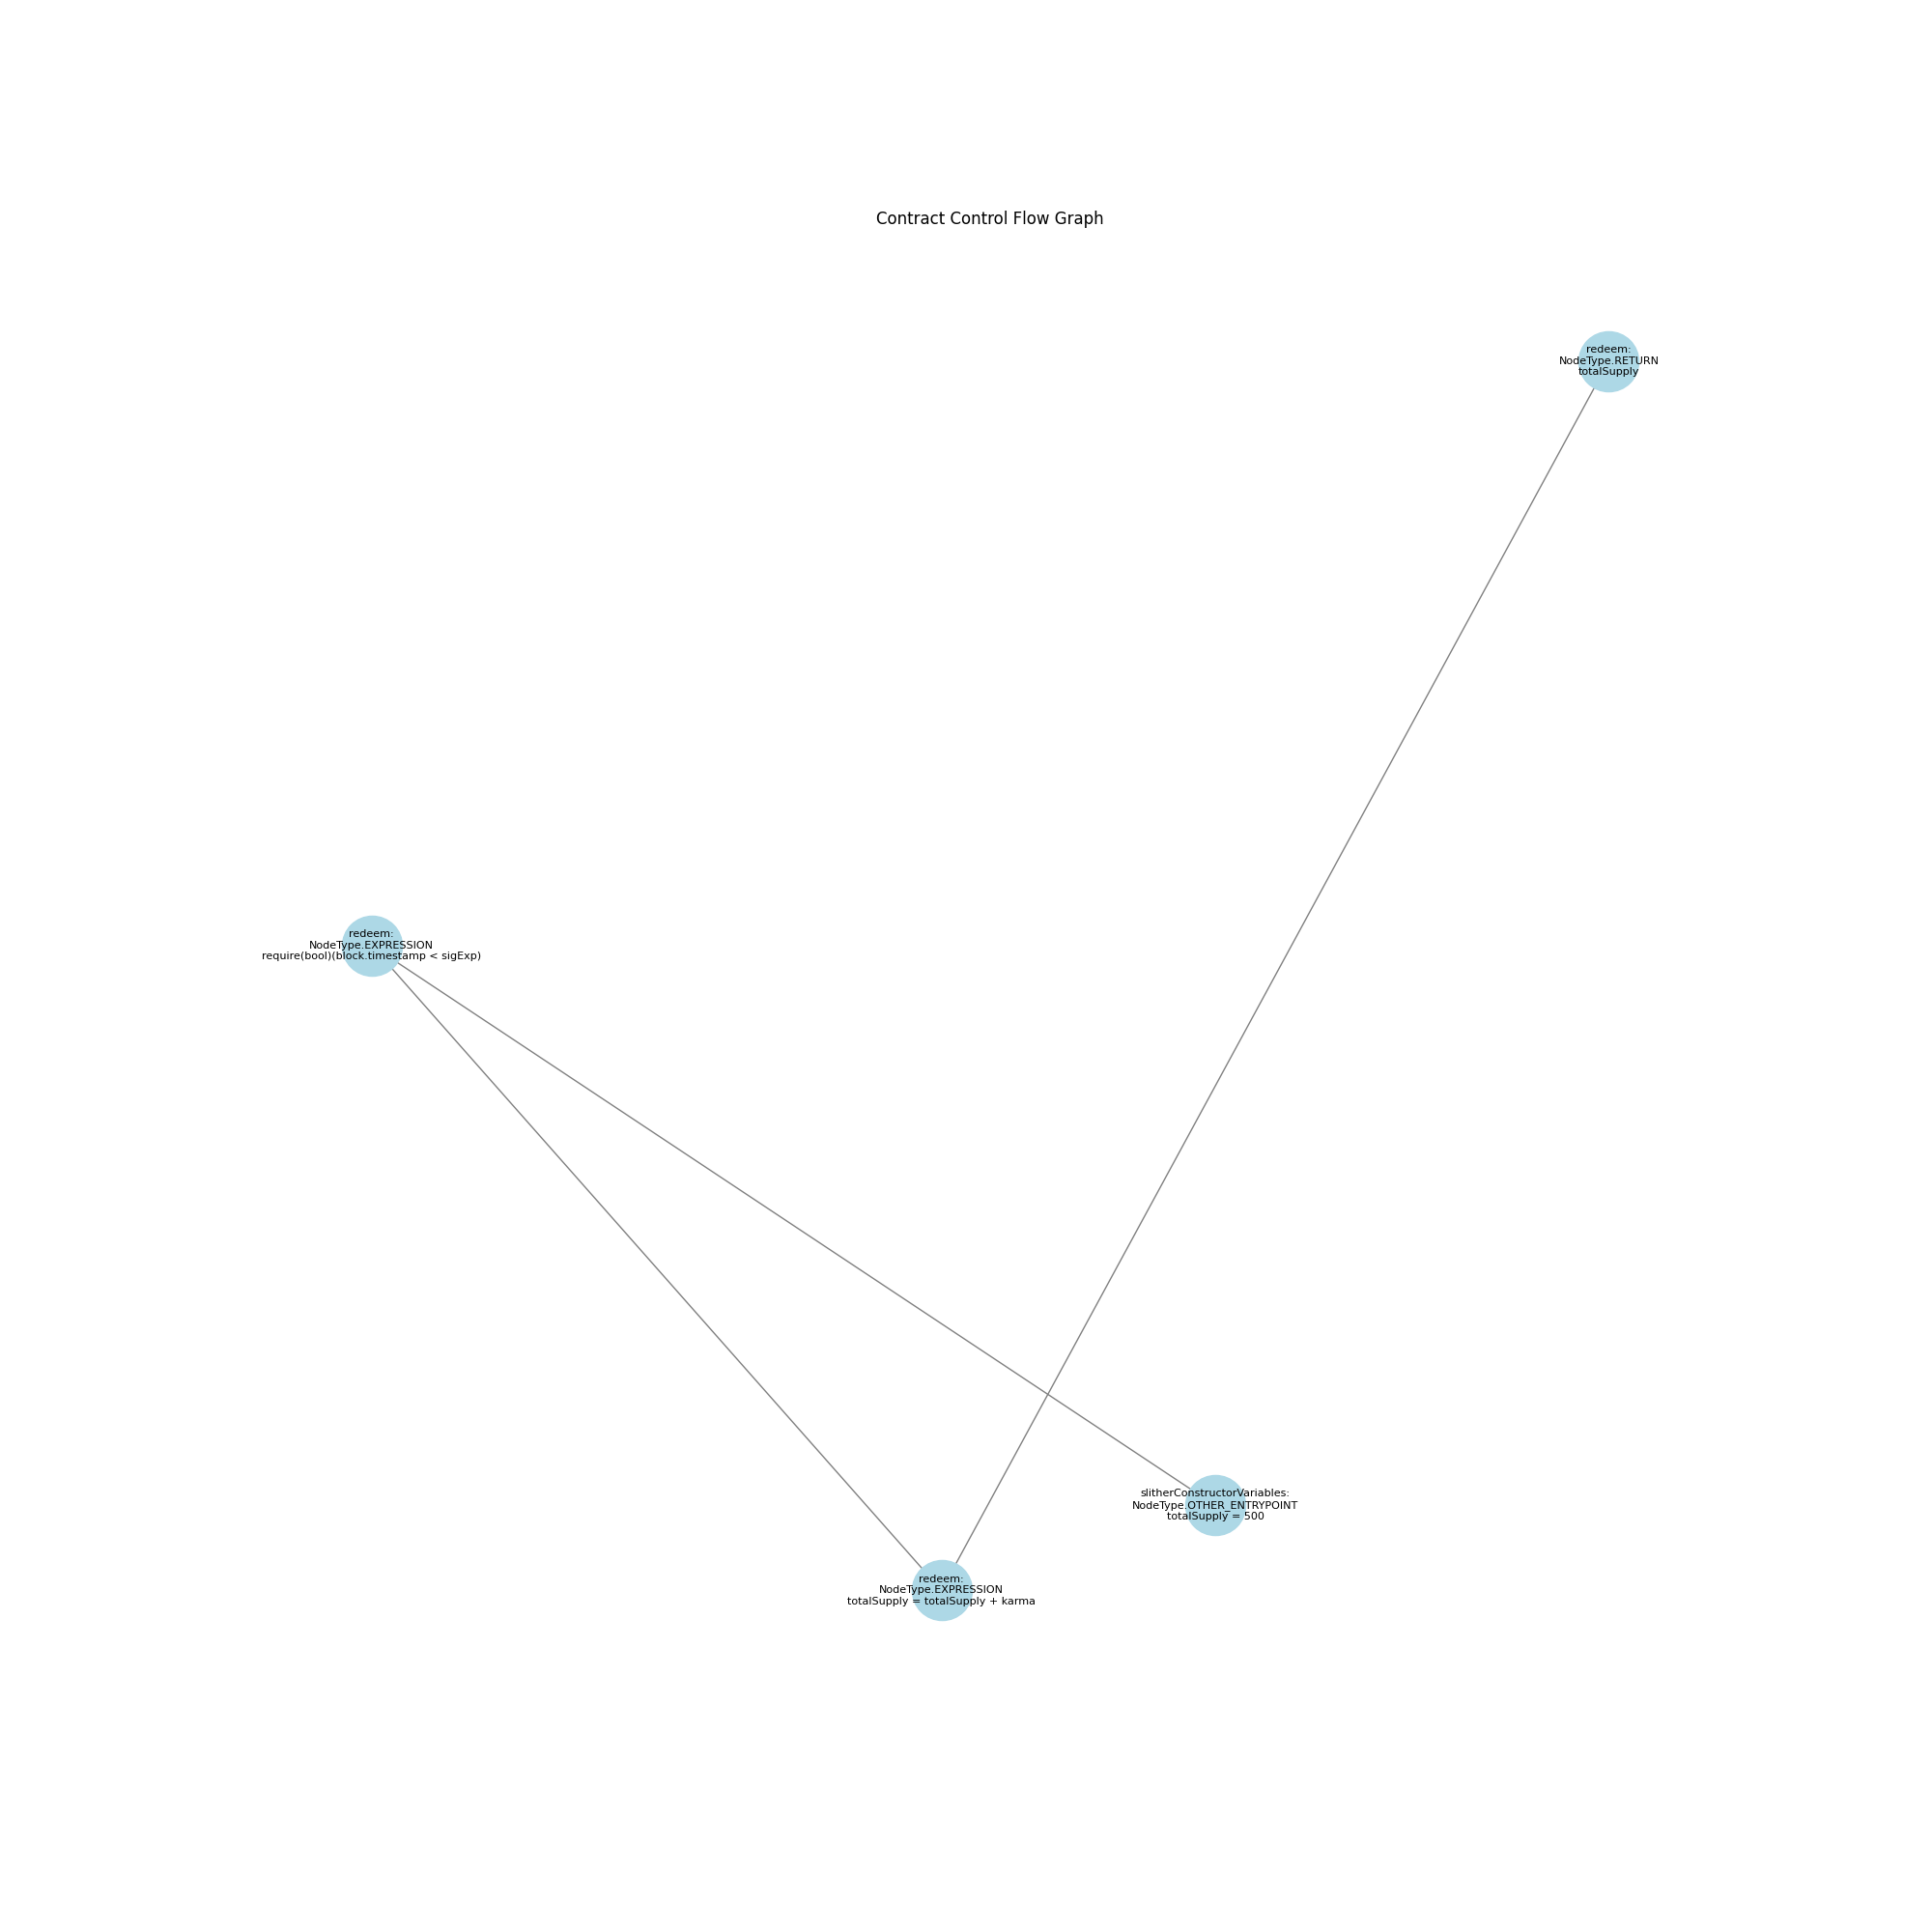 Contract Control Flow Graph
redeem:
NodeType.RETURN
totalSupply
redeem:
NodeType.EXPRESSION
require(bool)(block.timestamp < sigExp)
slitherConstructorVariables:
NodeType.OTHER_ENTRYPOINT
totalSupply = 500
redeem:
NodeType.EXPRESSION
totalSupply = totalSupply + karma